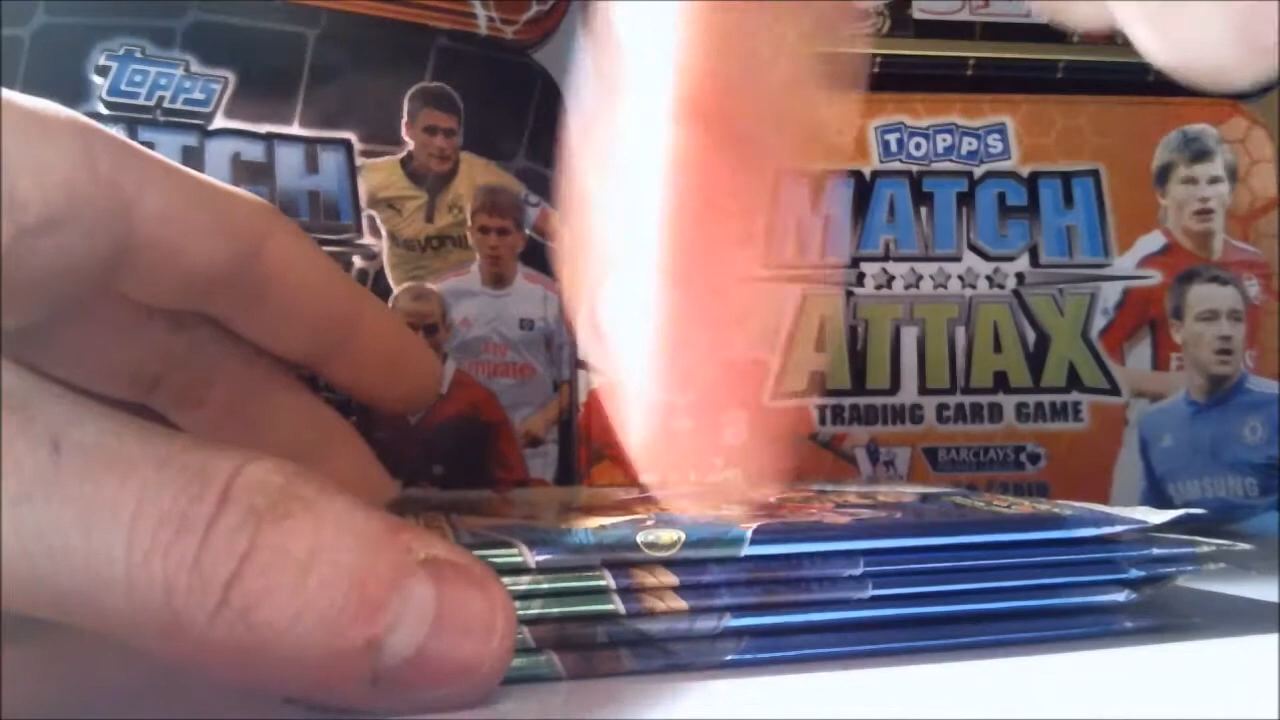 TOPPS
TCH
EVONIK
Fly
Emirates
TOPPS
MATCH
ATTAX
TRADING CARD GAME
BARCLAYS
SAMSUNG